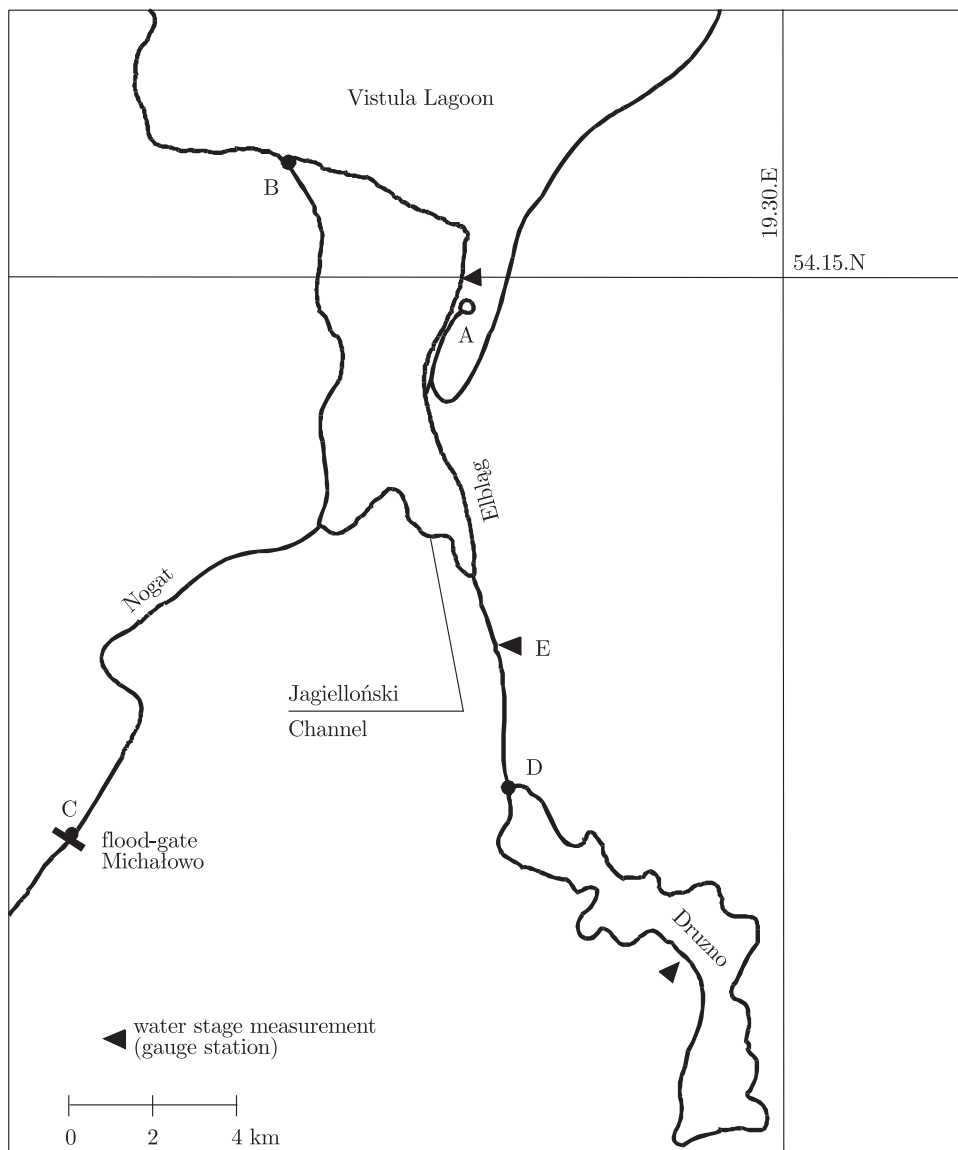 Vistula Lagoon
B
19.30.E
54.15.N
A
Elbląg
Nogat
E
Jagielloński
Channel
D
C
flood-gate
Michałowo
Druzno
water stage measurement
(gauge station)
0 2 4 km